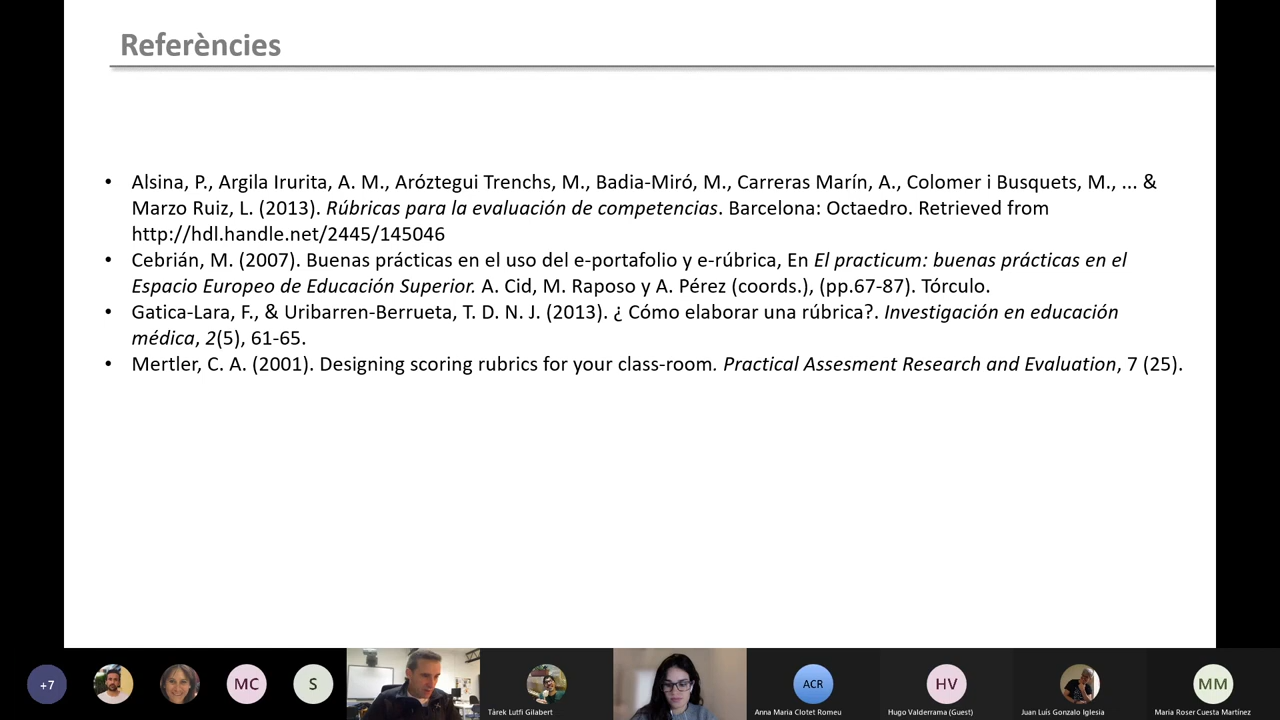 Referències
• Alsina, P., Argila Irurita, A. M., Aróztegui Trenchs, M., Badia-Miró, M., Carreras Marín, A., Colomer i Busquets, M., ... &
Marzo Ruiz, L. (2013). Rúbricas para la evaluación de competencias. Barcelona: Octaedro. Retrieved from
http://hdl.handle.net/2445/145046
• Cebrián, M. (2007). Buenas prácticas en el uso del e-portafolio y e-rúbrica, En El practicum: buenas prácticas en el
Espacio Europeo de Educación Superior. A. Cid, M. Raposo y A. Pérez (coords.), (pp.67-87). Tórculo.
• Gatica-Lara, F., & Uribarren-Berrueta, T. D. N. J. (2013). ¿ Cómo elaborar una rúbrica?. Investigación en educación
médica, 2(5), 61-65.
• Mertler, C. A. (2001). Designing scoring rubrics for your class-room. Practical Assesment Research and Evaluation, 7 (25).
+7
MC
S
ACR
HV
MM
Tàrek Lutfi Gilabert
Anna Maria Clotet Romeu
Hugo Valderrama (Guest)
Juan Luis Gonzalo Iglesia
Maria Roser Cuesta Martínez